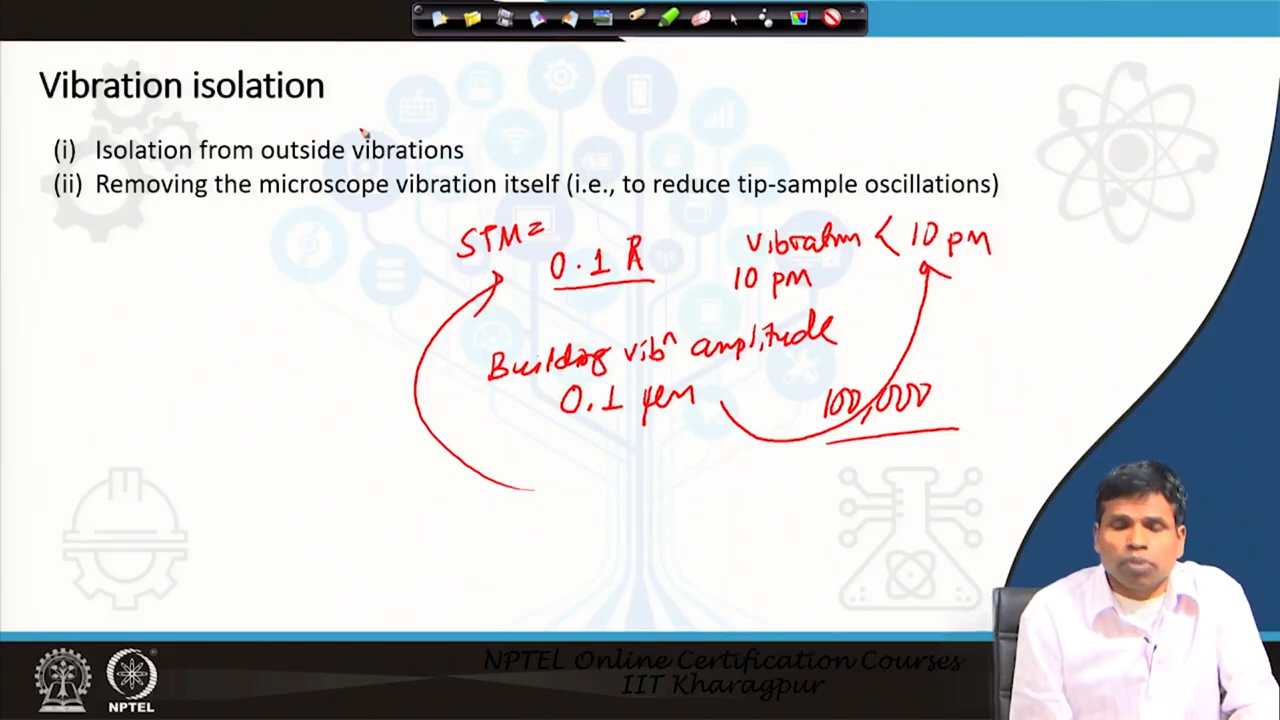 Vibration isolation
(i) Isolation from outside vibrations
(ii) Removing the microscope vibration itself (i.e., to reduce tip-sample oscillations)
STM =
0.1 Å
vibration < 10 pm
10 pm
Building vibⁿ amplitude
0.1 μm
100,000
NPTEL Online Certification Courses
IIT Kharagpur
NPTEL